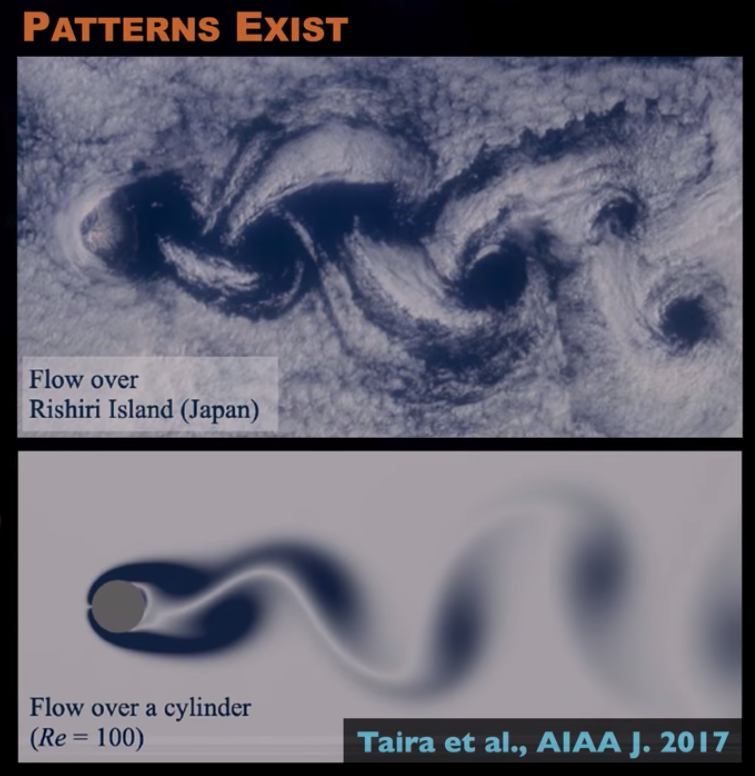 PATTERNS EXIST
Flow over
Rishiri Island (Japan)
Flow over a cylinder
(Re = 100)
Taira et al., AIAA J. 2017